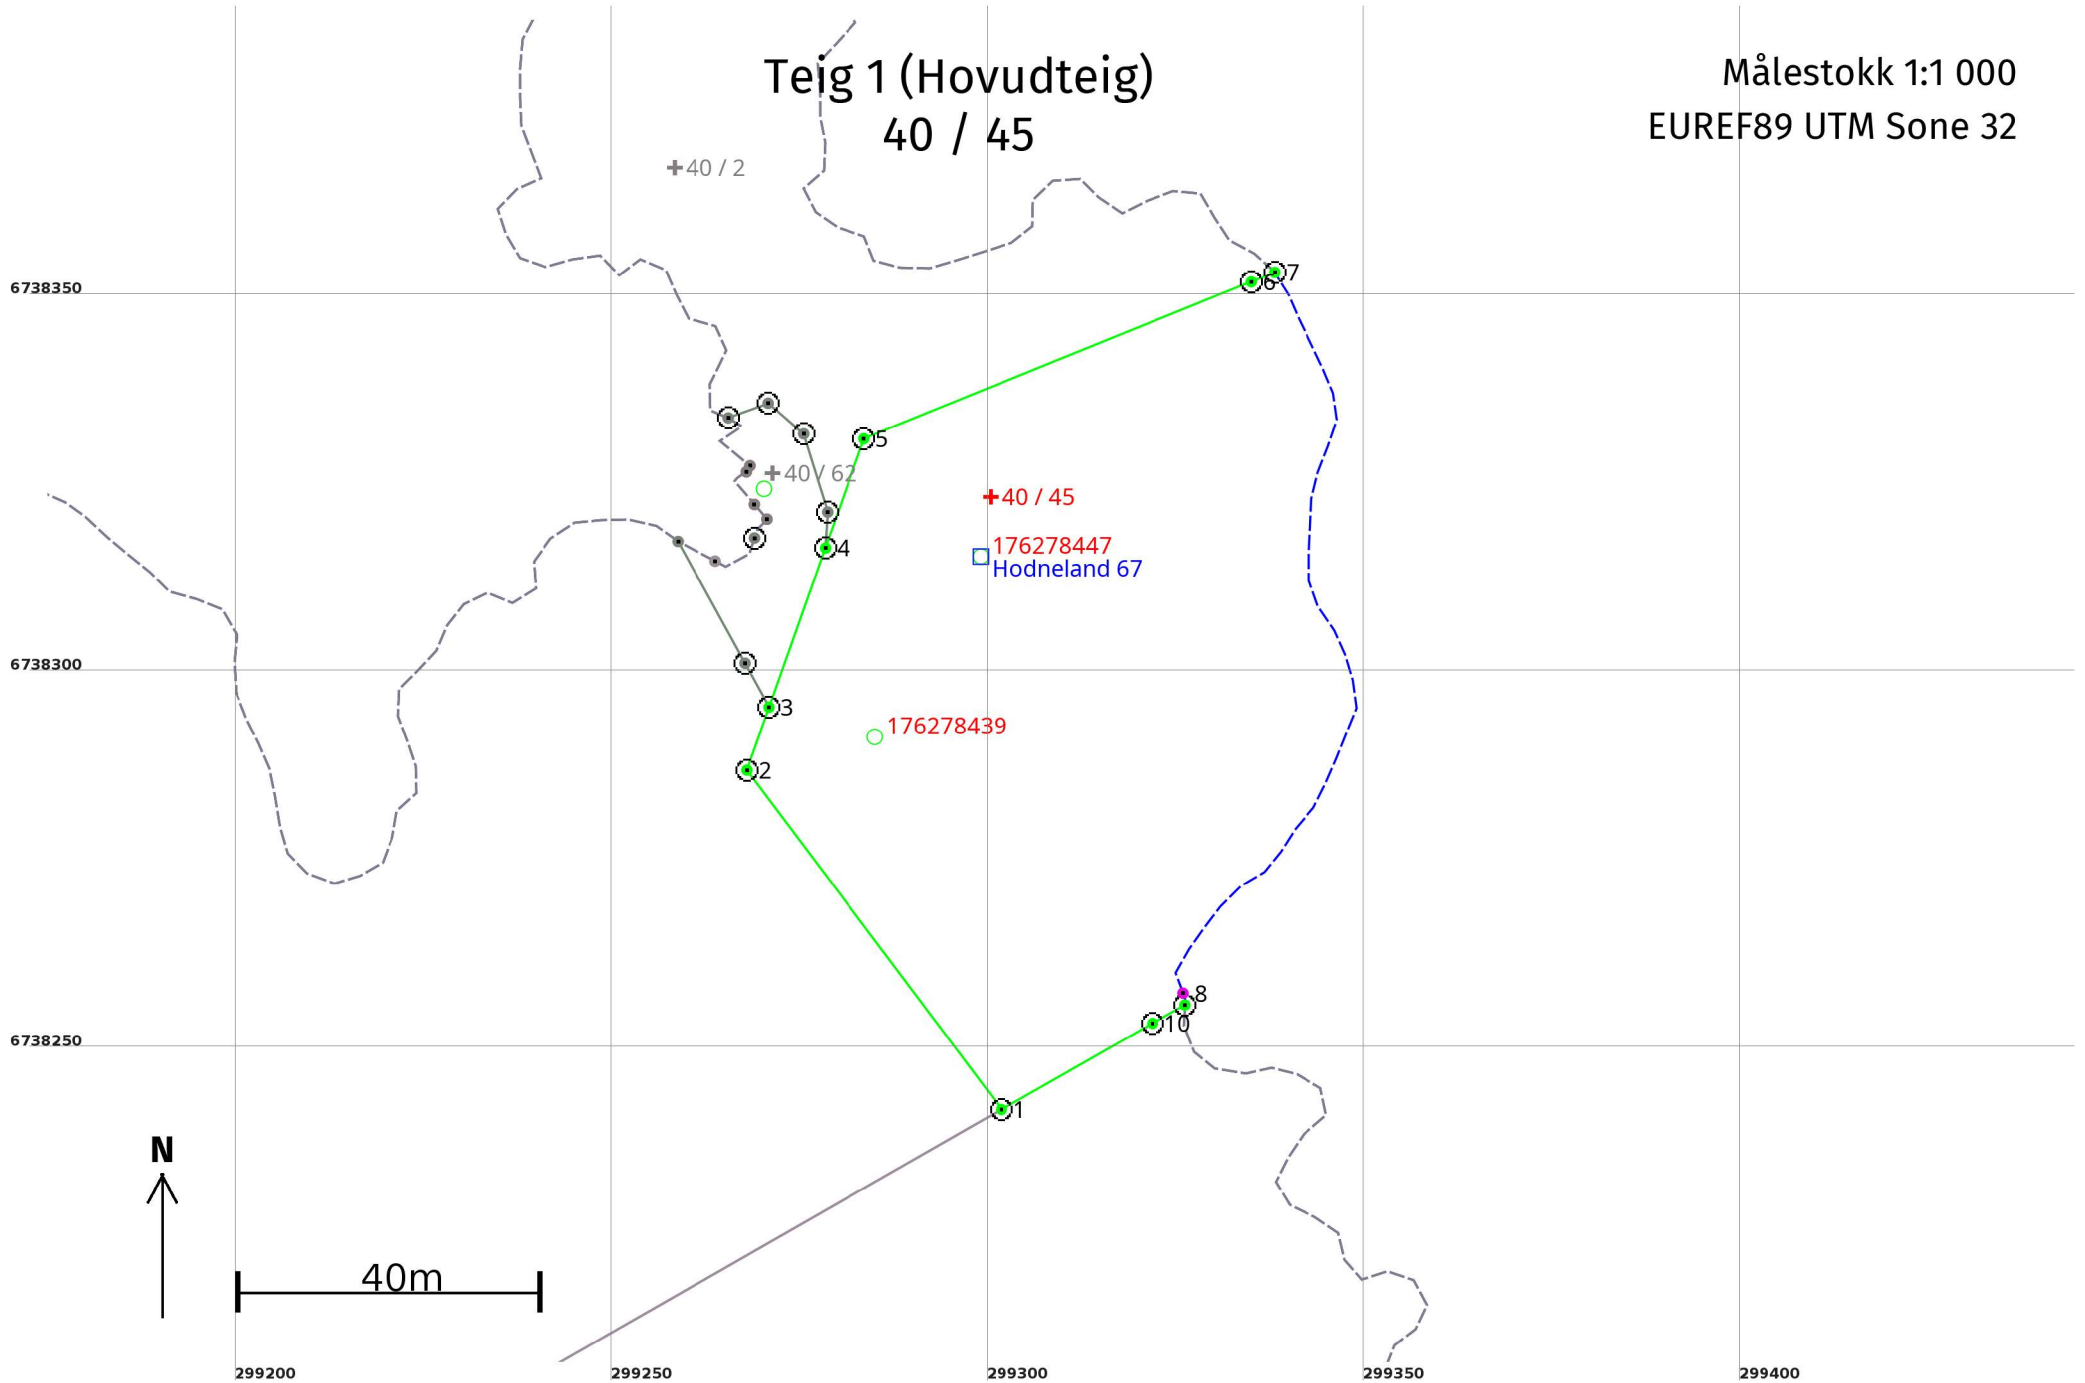 Teig 1 (Hovudteig)
40 / 45
Målestokk 1:1 000
EUREF89 UTM Sone 32
40 / 2
7
6
6738350
5
40 / 62
40 / 45
4
176278447
Hodneland 67
6738300
3
176278439
2
8
10
6738250
1
N
40m
299200
299250
299300
299350
299400